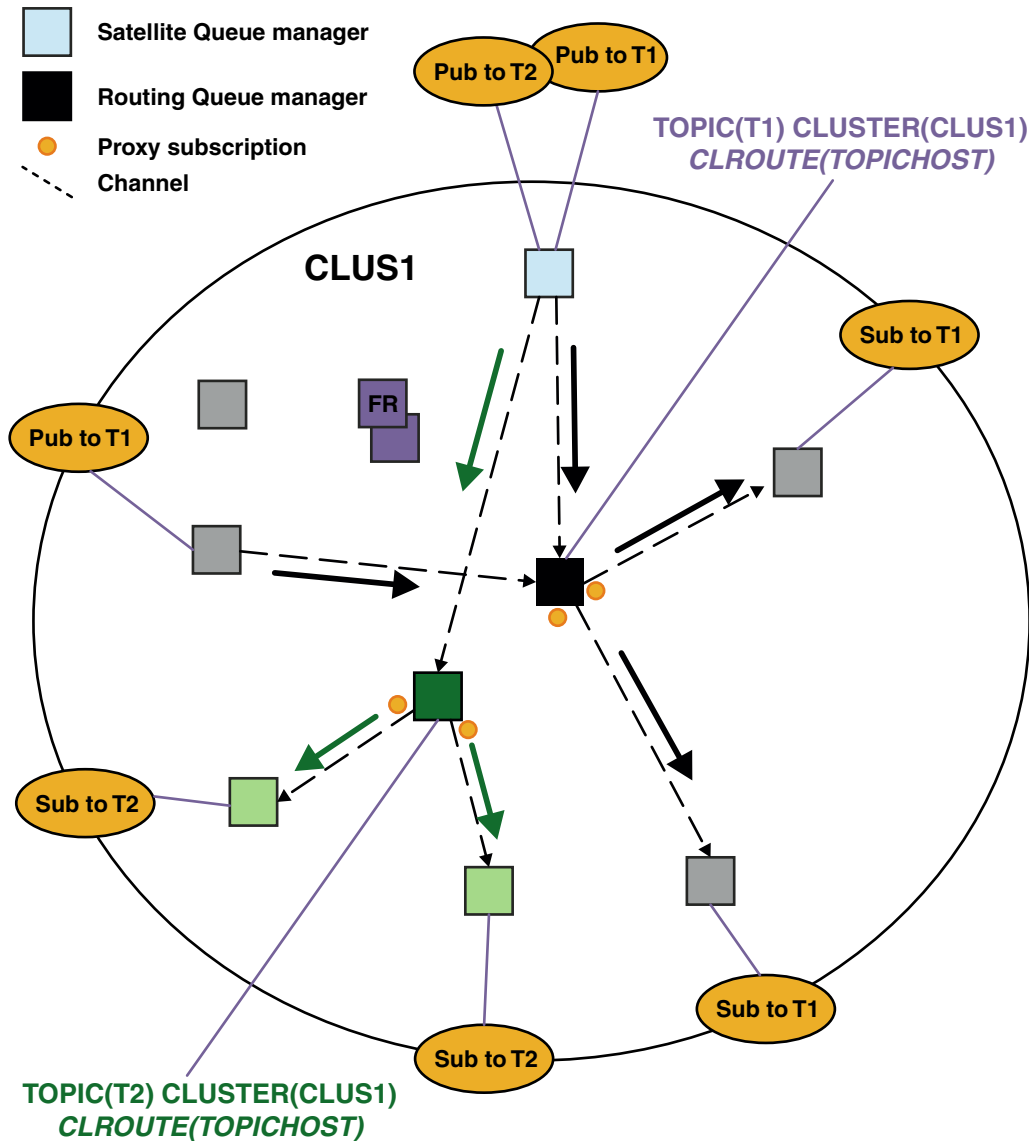 Satellite Queue manager
Routing Queue manager
Proxy subscription
Channel
Pub to T2
Pub to T1
TOPIC(T1) CLUSTER(CLUS1)
CLROUTE(TOPICHOST)
CLUS1
Sub to T1
FR
Pub to T1
Sub to T2
Sub to T1
Sub to T2
TOPIC(T2) CLUSTER(CLUS1)
CLROUTE(TOPICHOST)